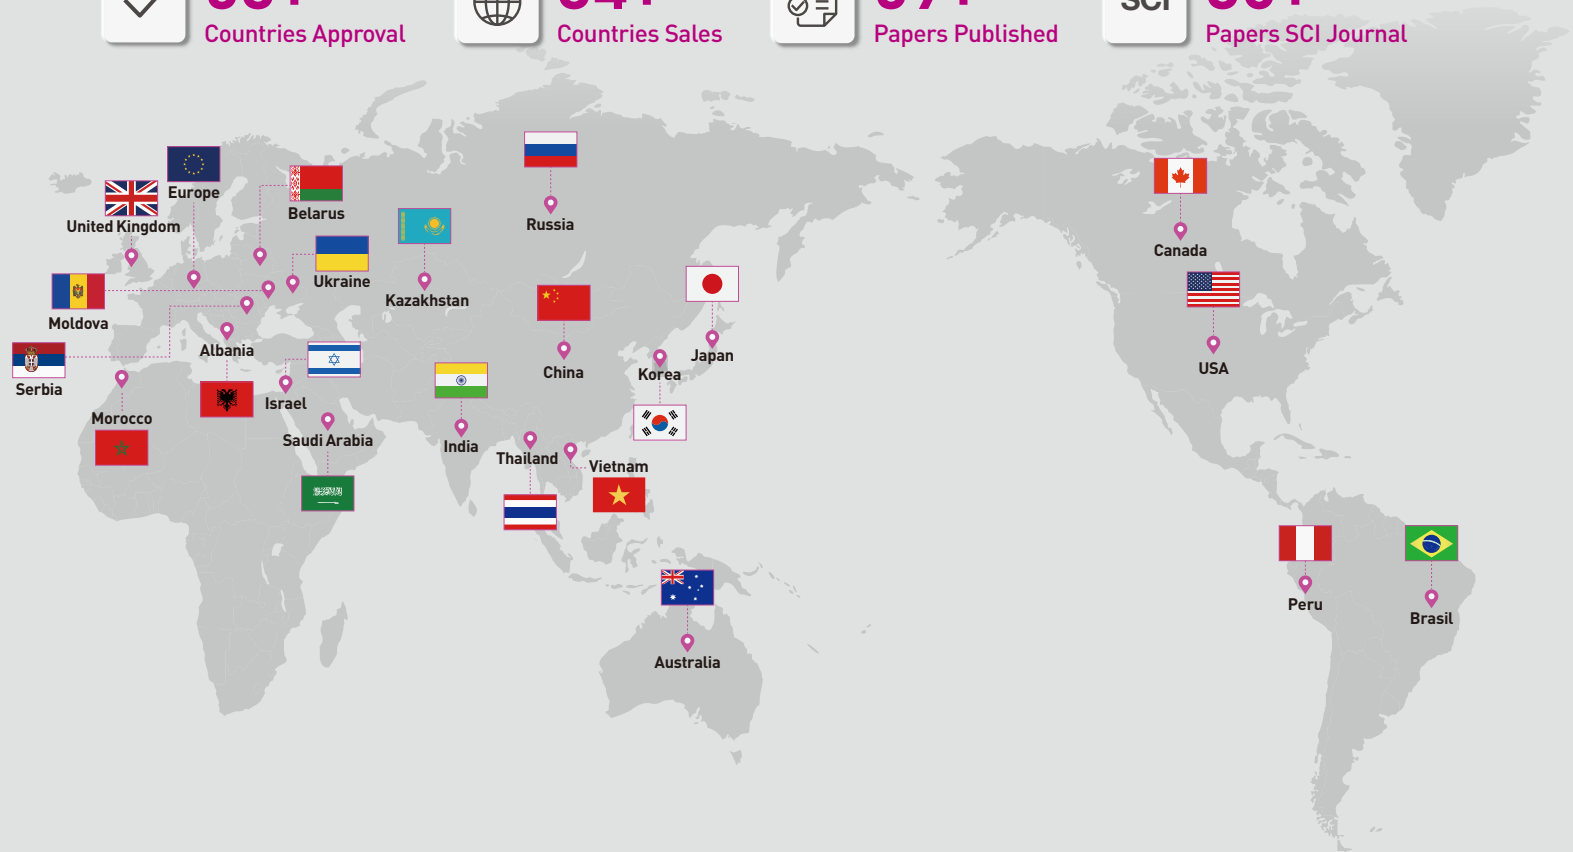 Countries Approval
Countries Sales
Papers Published
SCI
Papers SCI Journal
Europe
United Kingdom
Belarus
Russia
Canada
Ukraine
Kazakhstan
Moldova
Albania
China
Korea
Japan
USA
Serbia
Israel
Morocco
Saudi Arabia
India
Thailand
Vietnam
Peru
Brasil
Australia